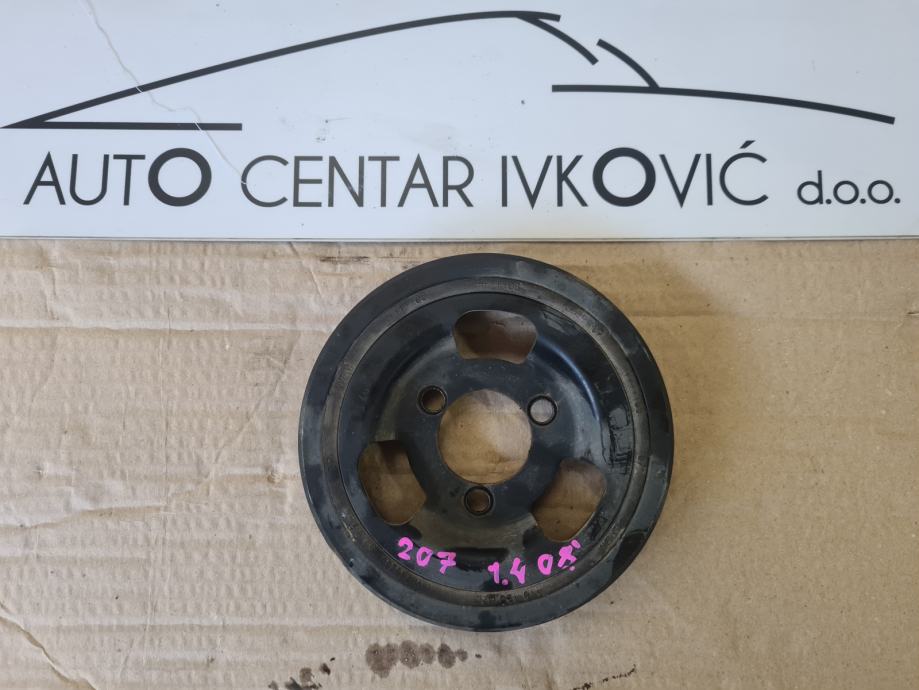 AUTO CENTAR IVKOVIĆ d.o.o.
207 1.4 08'